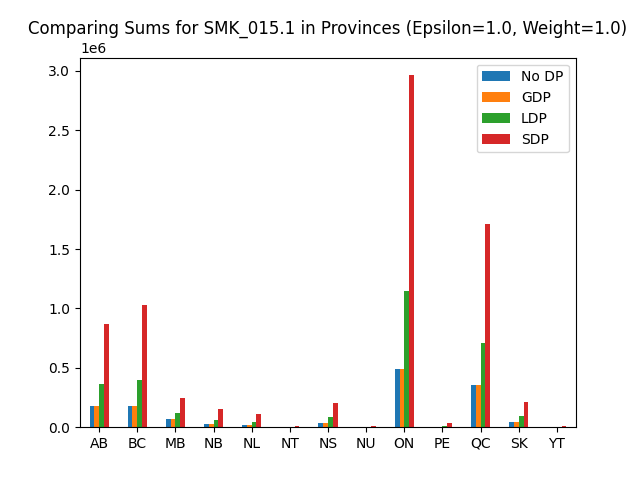 Comparing Sums for SMK_015.1 in Provinces (Epsilon=1.0, Weight=1.0)
1e6
3.0
2.5
2.0
1.5
1.0
0.5
0.0
No DP
GDP
LDP
SDP
AB BC MB NB NL NT NS NU ON PE QC SK YT